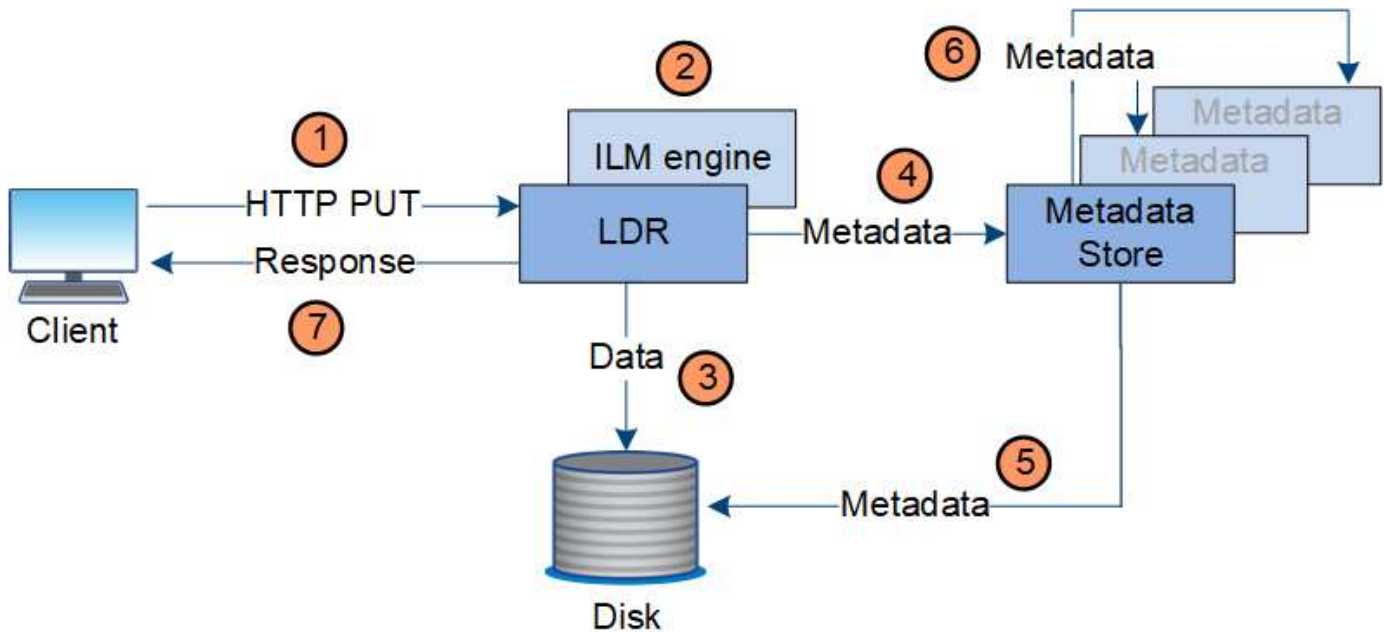 6
Metadata
2
Metadata
1
ILM engine
Metadata
4
HTTP PUT
LDR
Metadata
Metadata
Store
Response
Client
7
Data
3
5
Metadata
Disk